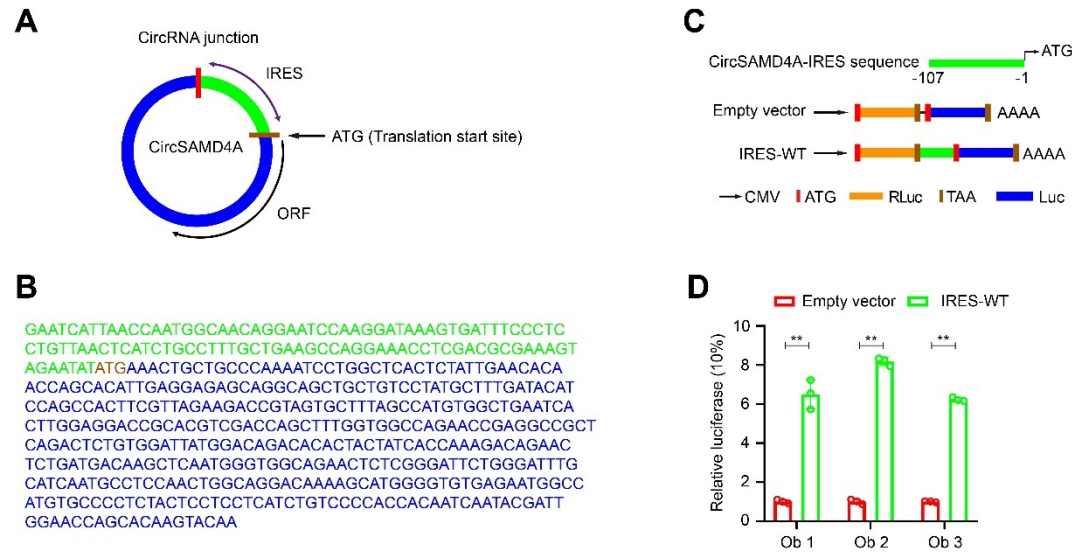 A
CircRNA junction
IRES
CircSAMD4A
ATG (Translation start site)
ORF
B
GAATCATTAACCAATGGCAACAGGAATCCAAGGATAAAGTGATTTCCCTC
CTGTTAACTCATCTGCCTTTGCTGAAGCCAGGAAACCTCGACGCGAAAGT
AGAATATATGAAACTGCTGCCCAAAATCCTGGCTCACTCTATTGAACACA
ACCAGCACATTGAGGAGAGCAGGCAGCTGCTGTCCTATGCTTTGATACAT
CCAGCCACTTCGTTAGAAGACCGTAGTGCTTTAGCCATGTGGCTGAATCA
CTTGGAGGACCGCACGTCGACCAGCTTTGGTGGCCAGAACCGAGGCCGCT
CAGACTCTGTGGATTATGGACAGACACACTACTATCACCAAAGACAGAAC
TCTGATGACAAGCTCAATGGGTGGCAGAACTCTCGGGATTCTGGGATTTG
CATCAATGCCTCCAACTGGCAGGACAAAAGCATGGGGTGTGAGAATGGCC
ATGTGCCCCTCTACTCCTCCTCATCTGTCCCCACCACAATCAATACGATT
GGAACCAGCACAAGTACAA
C
CircSAMD4A-IRES sequence
ATG
-107
-1
Empty vector
AAAA
IRES-WT
AAAA
CMV
ATG
RLuc
TAA
Luc
D
Empty vector
IRES-WT
Relative luciferase (10%)
10
8
6
4
2
0
**
**
**
Ob 1
Ob 2
Ob 3